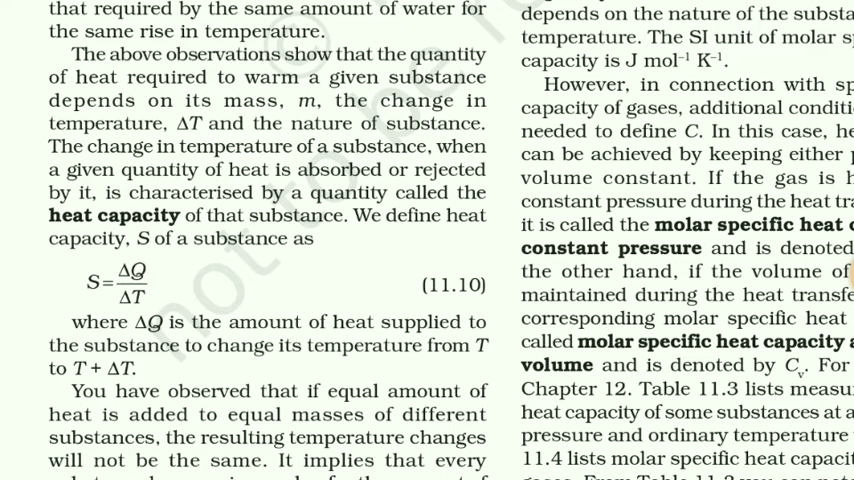 that required by the same amount of water for
the same rise in temperature.
The above observations show that the quantity
of heat required to warm a given substance
depends on its mass, m, the change in
temperature, ΔT and the nature of substance.
The change in temperature of a substance, when
a given quantity of heat is absorbed or rejected
by it, is characterised by a quantity called the
heat capacity of that substance. We define heat
capacity, S of a substance as
S=ΔQ/ΔT (11.10)
where ΔQ is the amount of heat supplied to
the substance to change its temperature from T
to T + ΔT.
You have observed that if equal amount of
heat is added to equal masses of different
substances, the resulting temperature changes
will not be the same. It implies that every
depends on the nature of the
temperature. The SI unit of molar
capacity is J mol⁻¹ K⁻¹.
However, in connection with
capacity of gases, additional
needed to define C. In this case,
can be achieved by keeping either
volume constant. If the gas is
constant pressure during the heat
it is called the molar specific heat
constant pressure and is denoted
the other hand, if the volume of
maintained during the heat
corresponding molar specific heat
called molar specific heat capacity
volume and is denoted by Cᵥ. For
Chapter 12. Table 11.3 lists
heat capacity of some substances at
pressure and ordinary temperature
11.4 lists molar specific heat
not to be